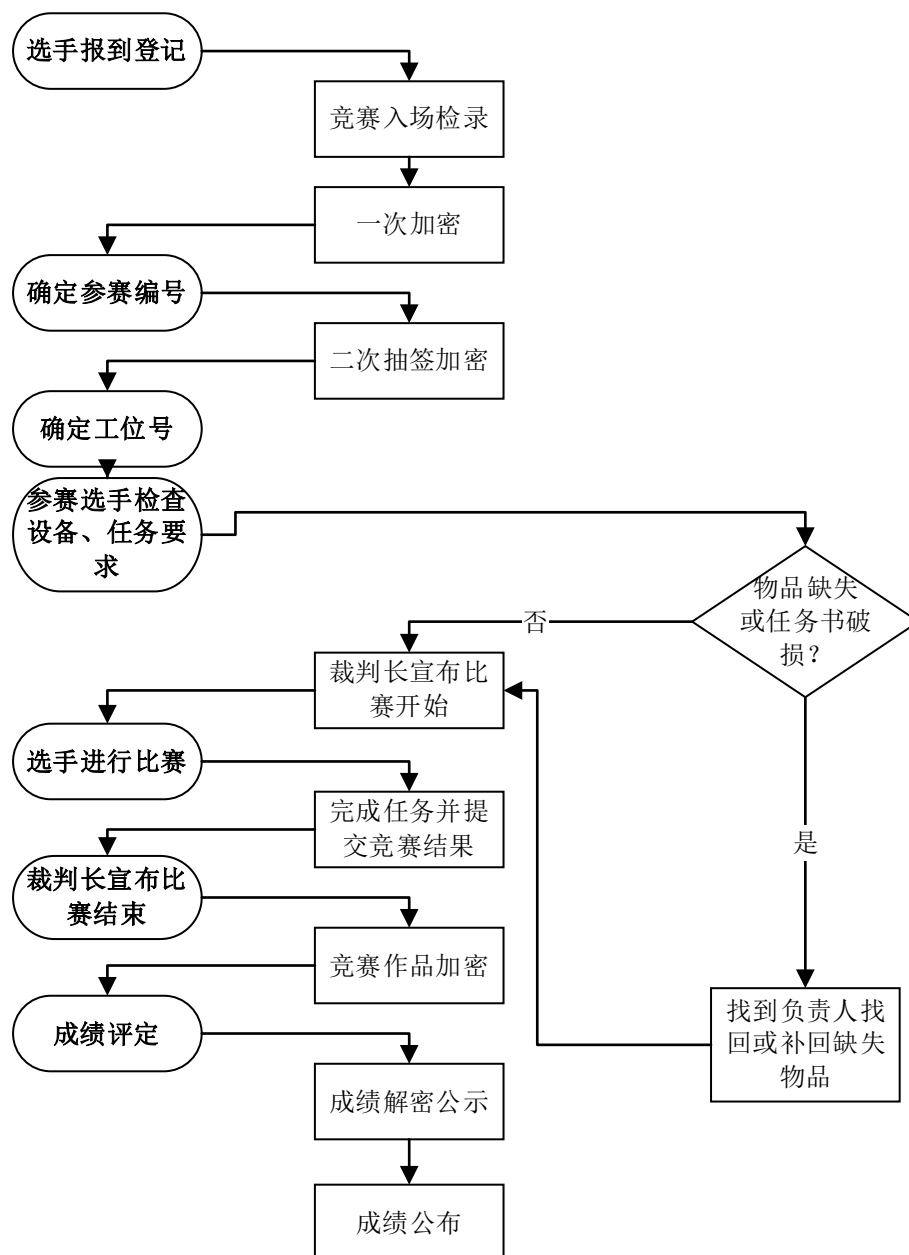 选手报到登记
竞赛入场检录
一次加密
确定参赛编号
二次抽签加密
确定工位号
参赛选手检查
设备、任务要
求
物品缺失
或任务书破
损？
否
裁判长宣布比
赛开始
选手进行比赛
完成任务并提
交竞赛结果
是
裁判长宣布比
赛结束
竞赛作品加密
找到负责人找
回或补回缺失
物品
成绩评定
成绩解密公示
成绩公布